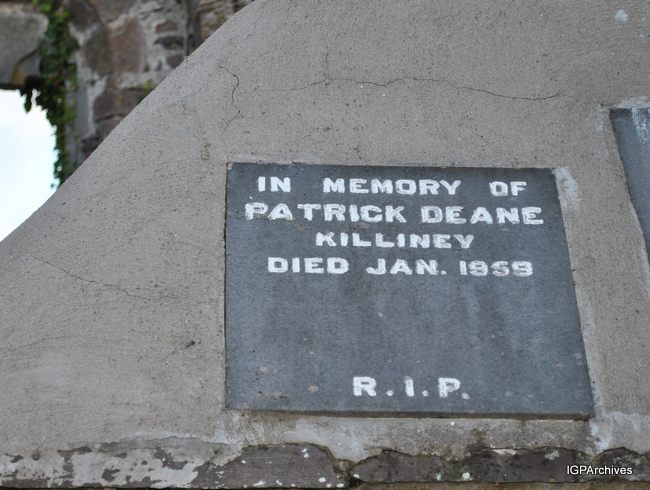 IN MEMORY OF
PATRICK DEANE
KILLINEY
DIED JAN. 1959
R.I.P.
IGPArchives